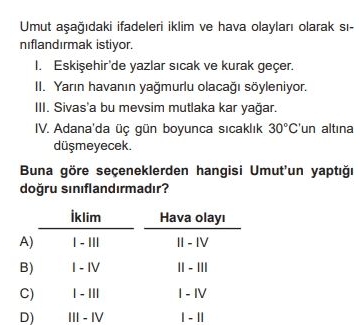 Umut aşağıdaki ifadeleri iklim ve hava olayları olarak sı-
nıflandırmak istiyor.
I. Eskişehir’de yazlar sıcak ve kurak geçer.
II. Yarın havanın yağmurlu olacağı söyleniyor.
III. Sivas’a bu mevsim mutlaka kar yağar.
IV. Adana’da üç gün boyunca sıcaklık 30°C’un altına
düşmeyecek.
Buna göre seçeneklerden hangisi Umut’un yaptığı
doğru sınıflandırmadır?
İklim Hava olayı
A) I - III II - IV
B) I - IV II - III
C) I - III I - IV
D) III - IV I - II